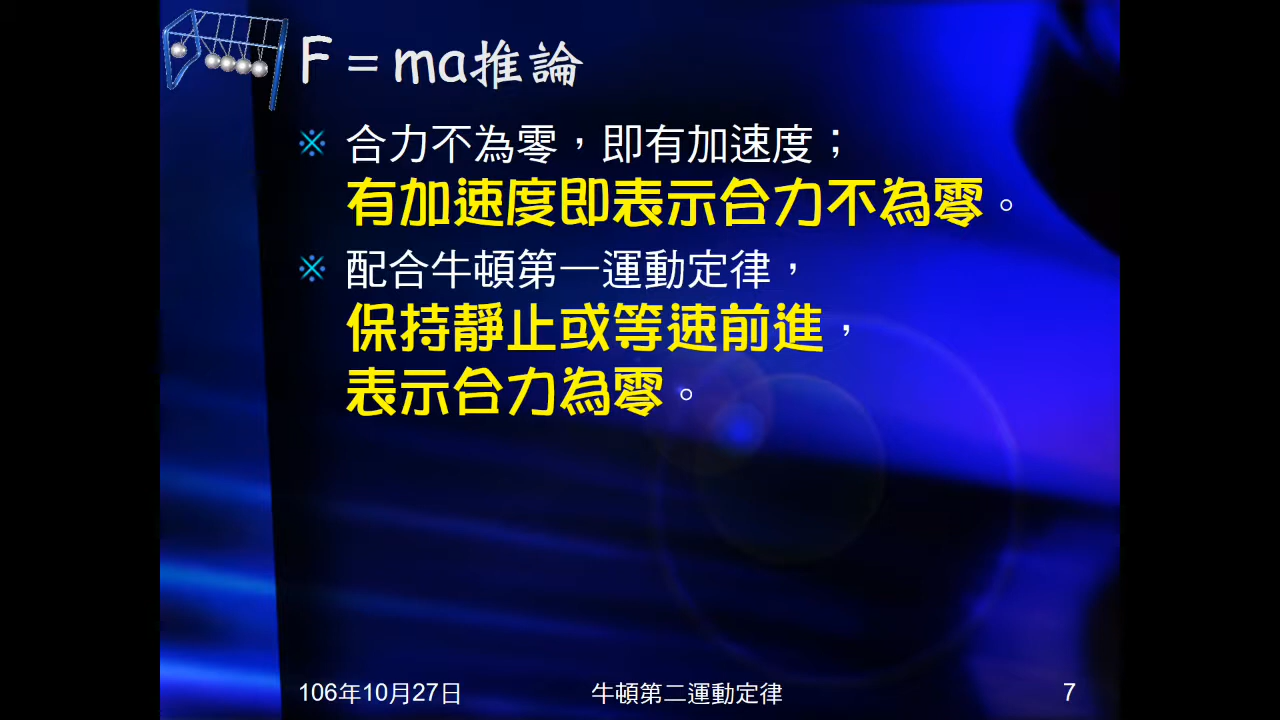 F=ma推論
※ 合力不為零，即有加速度；
有加速度即表示合力不為零。
※ 配合牛頓第一運動定律，
保持靜止或等速前進，
表示合力為零。
106年10月27日
牛頓第二運動定律
7